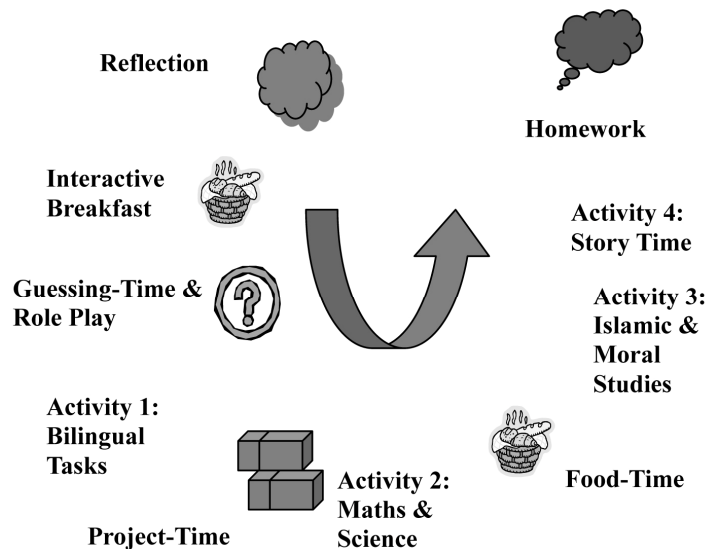 Reflection
Interactive
Breakfast
Guessing-Time &
Role Play
Activity 1:
Bilingual
Tasks
Project-Time
Activity 2:
Maths &
Science
Food-Time
Activity 3:
Islamic &
Moral
Studies
Activity 4:
Story Time
Homework
?